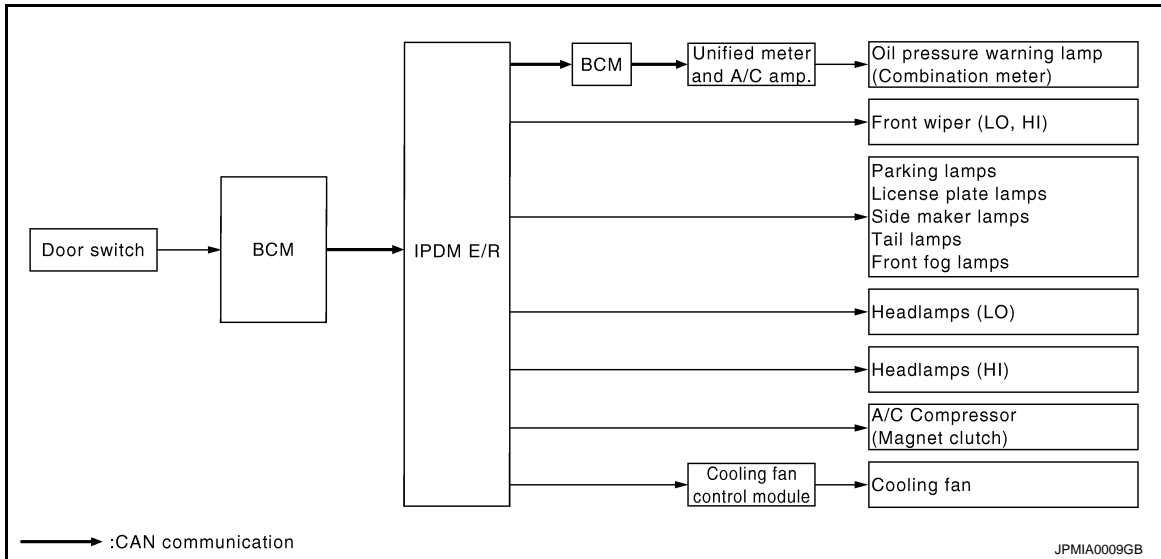 Door switch
BCM
IPDM E/R
BCM
Unified meter
and A/C amp.
Oil pressure warning lamp
(Combination meter)
Front wiper (LO, HI)
Parking lamps
License plate lamps
Side maker lamps
Tail lamps
Front fog lamps
Headlamps (LO)
Headlamps (HI)
A/C Compressor
(Magnet clutch)
Cooling fan
control module
Cooling fan
:CAN communication
JPMIA0009GB